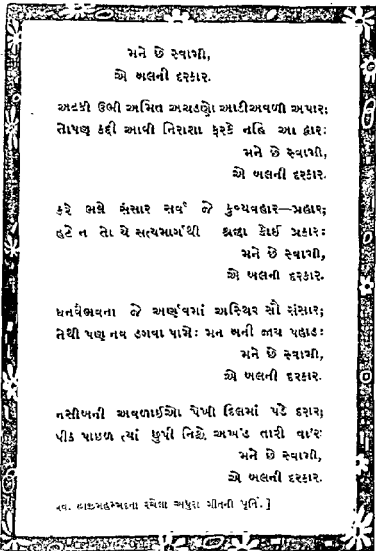 મને છે સ્વામી,
એ બલની દરકાર.
અટકી ઉભી અમિત અચડણો આડીઅવળી અપાર;
તોપણ કદી આવી નિરાશા ફરકે નહિ આ દ્વાર:
મને છે સ્વામી,
એ બલની દરકાર.
કરે ભલે સંસાર સર્વ જે કુવ્યવહાર—પ્રહાર;
હટે ન તો યે સત્યમાર્ગથી શ્રદ્ધા કોઈ પ્રકાર:
મને છે સ્વામી,
એ બલની દરકાર.
ધનવૈભવના જે અર્ણવમાં અસ્થિર સૌ સંસાર;
તેથી પણ નવ ડગવા પામે: મન બની જાય પહાડ:
મને છે સ્વામી,
એ બલની દરકાર.
નસીબની અવળાઈઓ પેખી દિલમાં પડે દરાર;
પીક પાછળ ત્યાં છુપી નિશ્ચે અખંડ તારી વા'ર:
મને છે સ્વામી,
એ બલની દરકાર.
સ્વ. હાજીમહમ્મદના રચેલા અધુરા ગીતની પૂર્તિ. ]